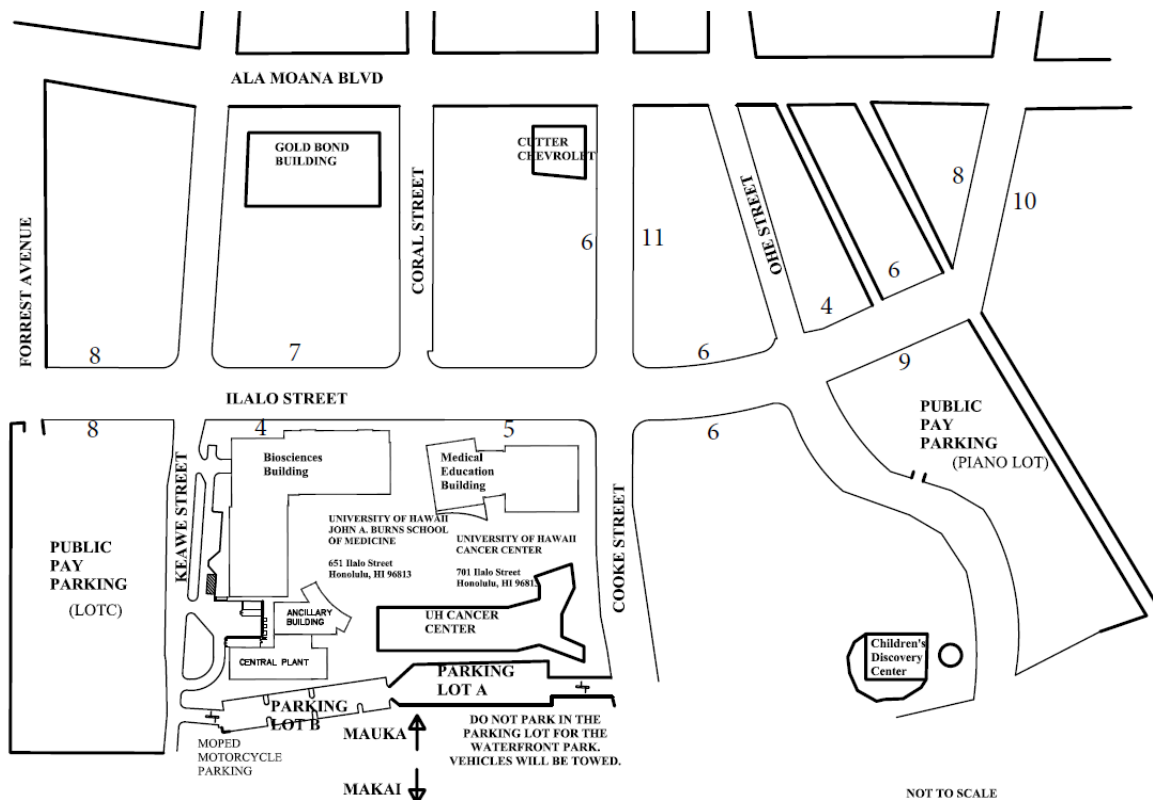 ALA MOANA BLVD
GOLD BOND
BUILDING
CUTTER
CHEVROLET
FORREST AVENUE
CORAL STREET
OHE STREET
6
11
8
10
6
4
8
7
6
9
ILALO STREET
8
4
5
6
PUBLIC
PAY
PARKING
(PIANO LOT)
Biosciences
Building
Medical
Education
Building
KEAWE STREET
COOKE STREET
UNIVERSITY OF HAWAII
JOHN A. BURNS SCHOOL
OF MEDICINE
651 Ilalo Street
Honolulu, HI 96813
UNIVERSITY OF HAWAII
CANCER CENTER
701 Ilalo Street
Honolulu, HI 96813
PUBLIC
PAY
PARKING
(LOTC)
ANCILLARY
BUILDING
UH CANCER
CENTER
CENTRAL PLANT
PARKING
LOT A
PARKING
LOT B
Children's
Discovery
Center
MOPED
MOTORCYCLE
PARKING
MAUKA
MAKAI
DO NOT PARK IN THE
PARKING LOT FOR THE
WATERFRONT PARK.
VEHICLES WILL BE TOWED.
NOT TO SCALE